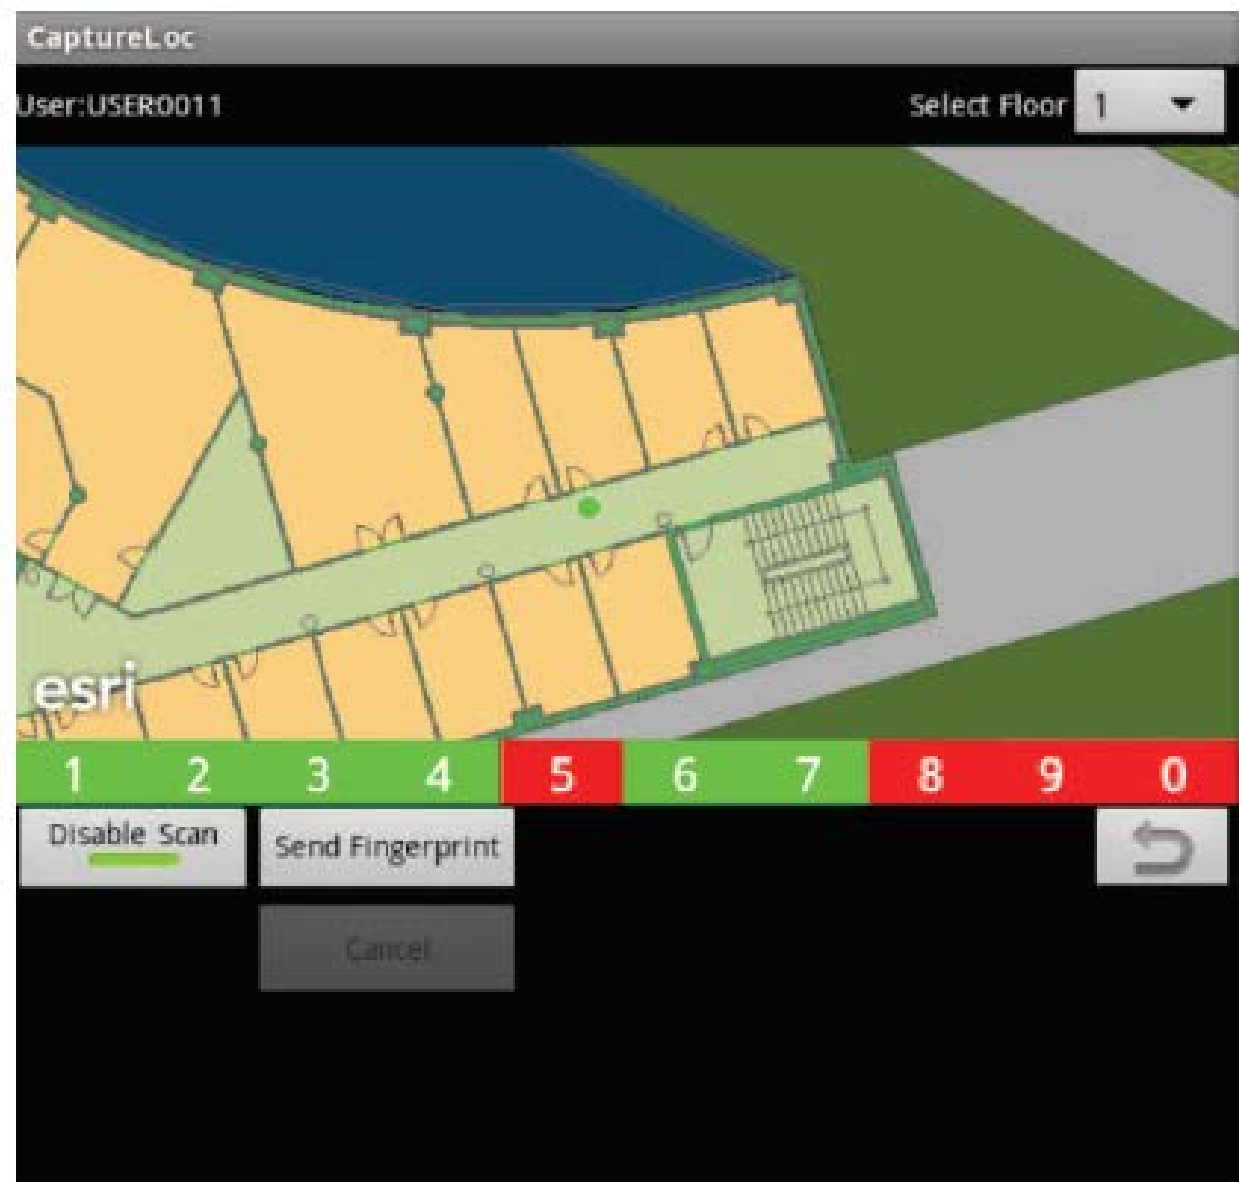 CaptureLoc
User:USER0011 Select Floor 1
esri
1 2 3 4 5 6 7 8 9 0
Disable Scan Send Fingerprint
Cancel